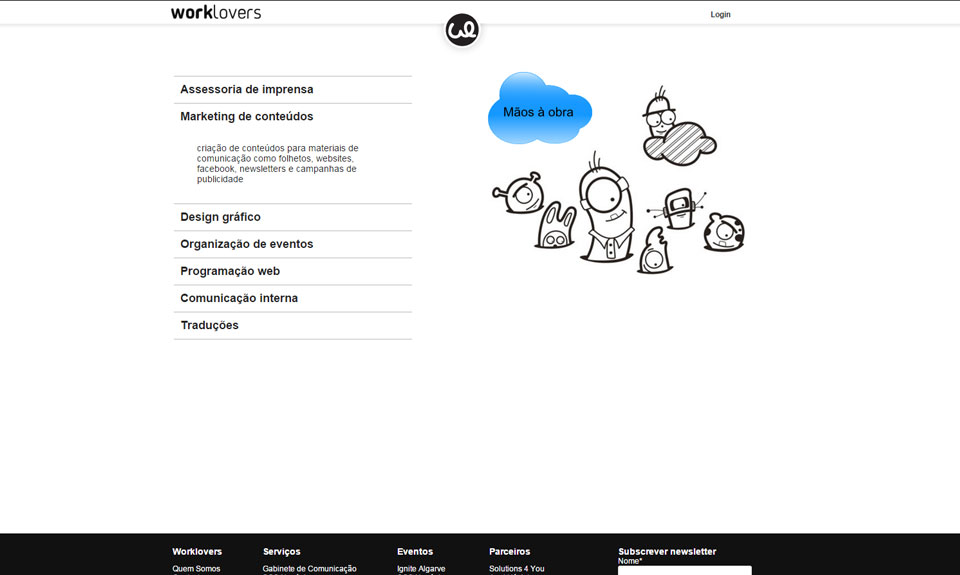 worklovers
Login
Assessoria de imprensa
Marketing de conteúdos
criação de conteúdos para materiais de
comunicação como folhetos, websites,
facebook, newsletters e campanhas de
publicidade
Design gráfico
Organização de eventos
Programação web
Comunicação interna
Traduções
Mãos à obra
Worklovers
Serviços
Eventos
Parceiros
Subscrever newsletter
Nome*
Quem Somos
Gabinete de Comunicação
Ignite Algarve
Solutions 4 You